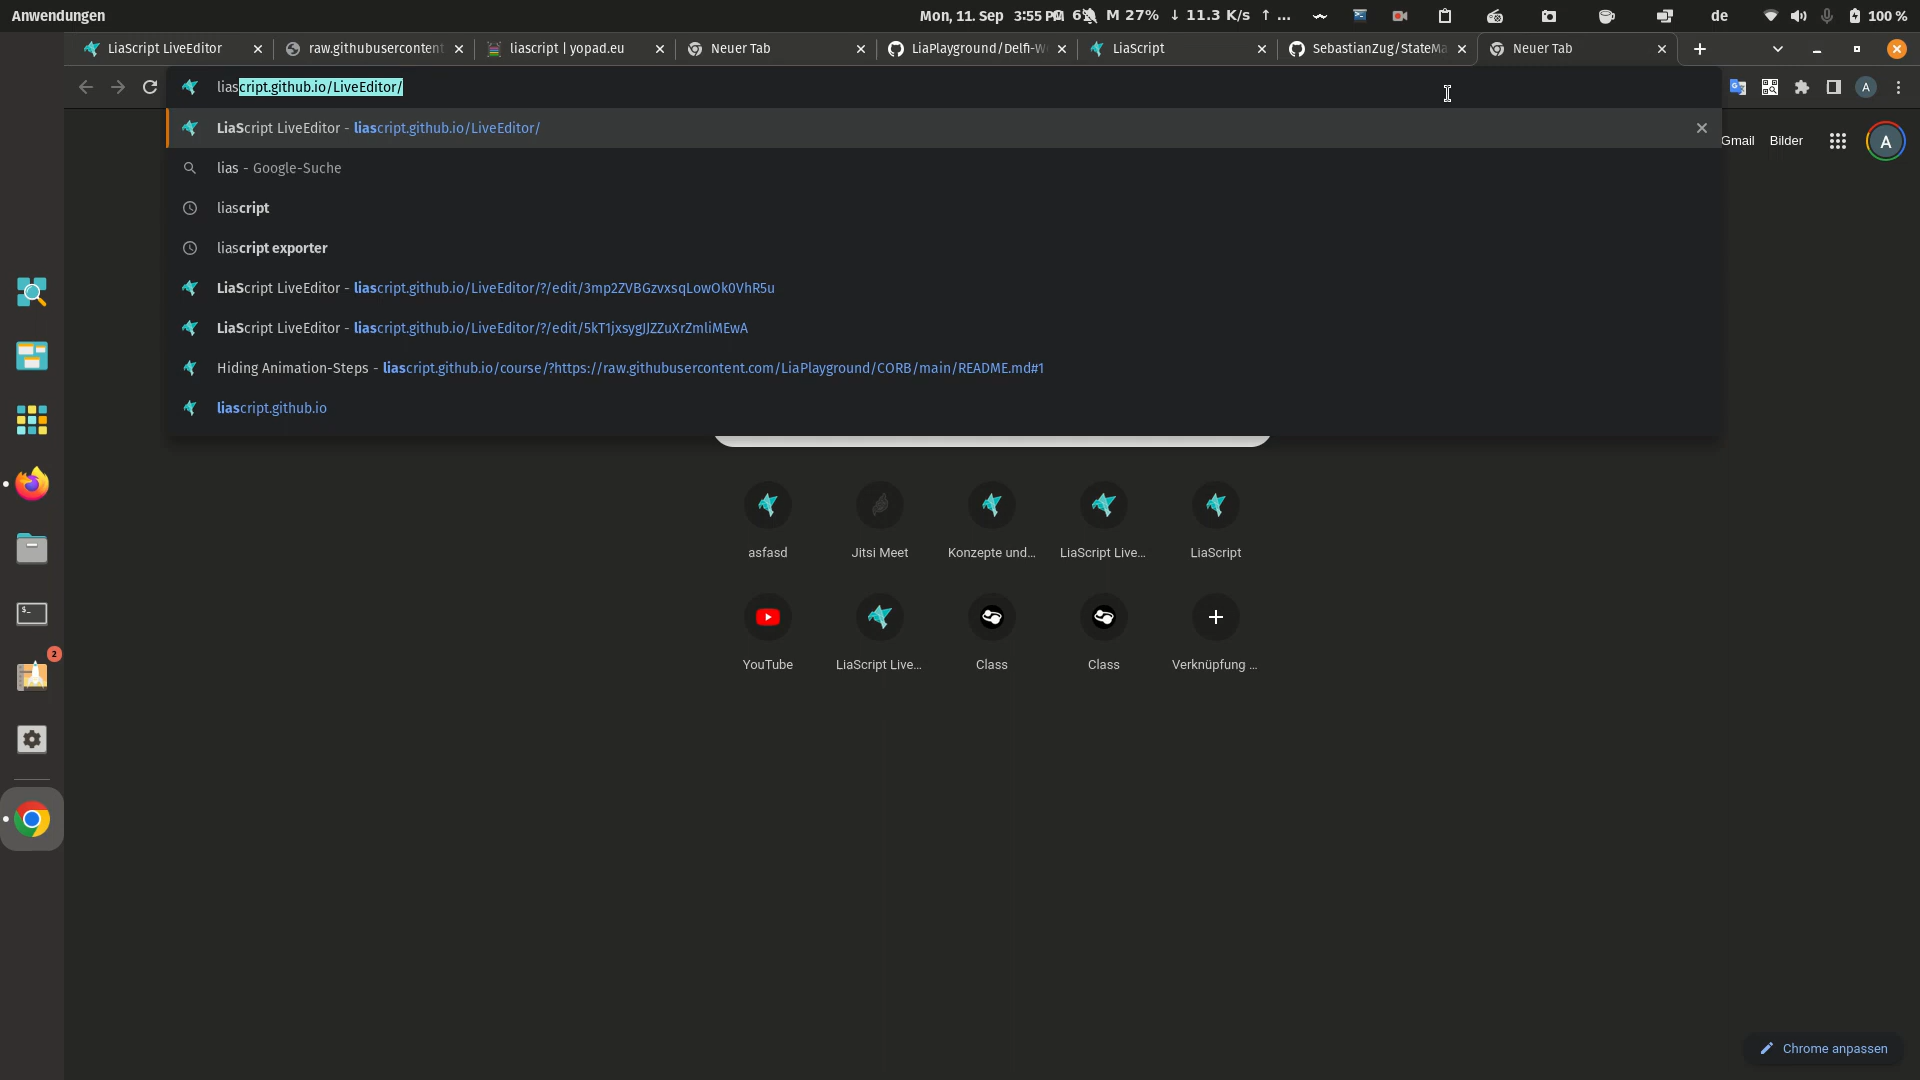 Anwendungen
Mon, 11. Sep 3:55 PM
M 27% ↓ 11.3 K/s ↑ ...
de
100 %
LiaScript LiveEditor
raw.githubusercontent
liascript | yopad.eu
Neuer Tab
LiaPlayground/Delfi-W
LiaScript
SebastianZug/StateMa
Neuer Tab
liascript.github.io/LiveEditor/
A
LiaScript LiveEditor - liascript.github.io/LiveEditor/
Gmail
Bilder
A
lias - Google-Suche
liascript
liascript exporter
LiaScript LiveEditor - liascript.github.io/LiveEditor/?/edit/3mp2ZVBGzvxsqLowOk0VhR5u
LiaScript LiveEditor - liascript.github.io/LiveEditor/?/edit/5kT1jxsygJJZZuXrZmliMEwA
Hiding Animation-Steps - liascript.github.io/course/?https://raw.githubusercontent.com/LiaPlayground/CORB/main/README.md#1
liascript.github.io
asfasd
Jitsi Meet
Konzepte und...
LiaScript Live...
LiaScript
YouTube
LiaScript Live...
Class
Class
Verknüpfung ...
2
Chrome anpassen